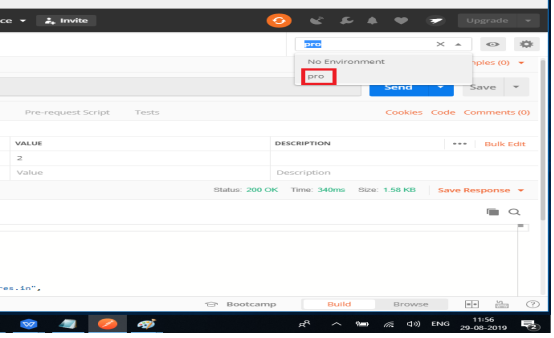 ce Invite Upgrade
pro
No Environment
ples (0)
pro
Send Save
Pre-request Script Tests Cookies Code Comments (0)
VALUE DESCRIPTION ••• Bulk Edit
2
Value Description
Status: 200 OK Time: 340ms Size: 1.58 KB Save Response
res.in",
Bootcamp Build Browse
ENG 11:56
29-08-2019